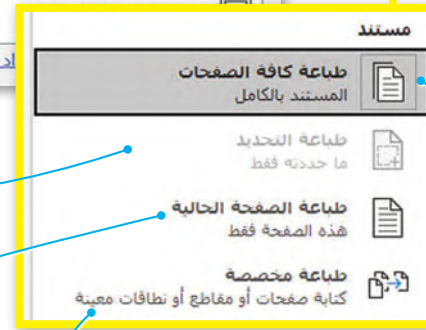 مستند
طباعة كافة الصفحات
المستند بالكامل
طباعة التحديد
ما حددته فقط
طباعة الصفحة الحالية
هذه الصفحة فقط
طباعة مخصصة
كتابة صفحات أو مقاطع أو نطاقات معينة